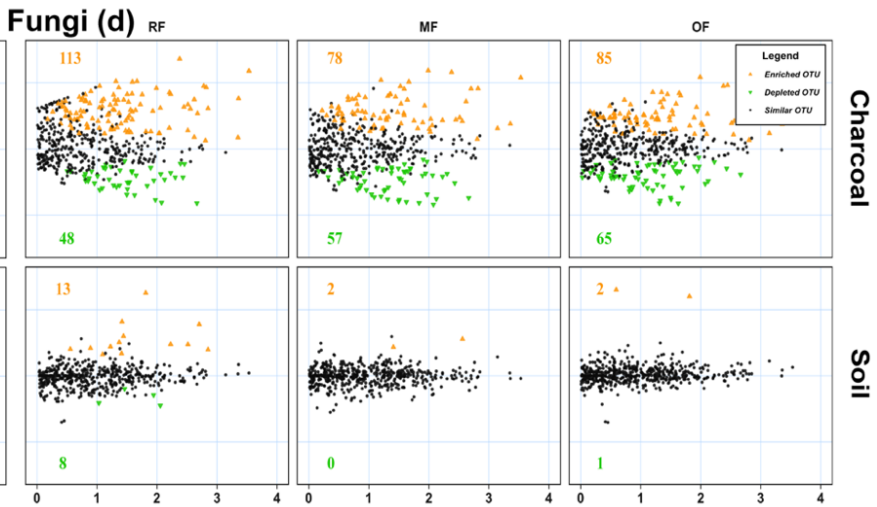 Fungi (d)
RF
MF
OF
113
78
85
Legend
Enriched OTU
Depleted OTU
Similar OTU
Charcoal
48
57
65
13
2
2
Soil
8
0
1
0 1 2 3 4
0 1 2 3 4
0 1 2 3 4